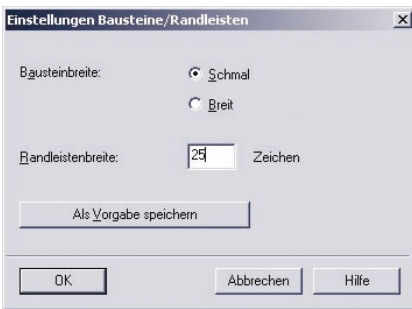 Einstellungen Bausteine/Randleisten
Bausteinbreite: Schmal
Breit
Randleistenbreite: 25 Zeichen
Als Vorgabe speichern
OK Abbrechen Hilfe